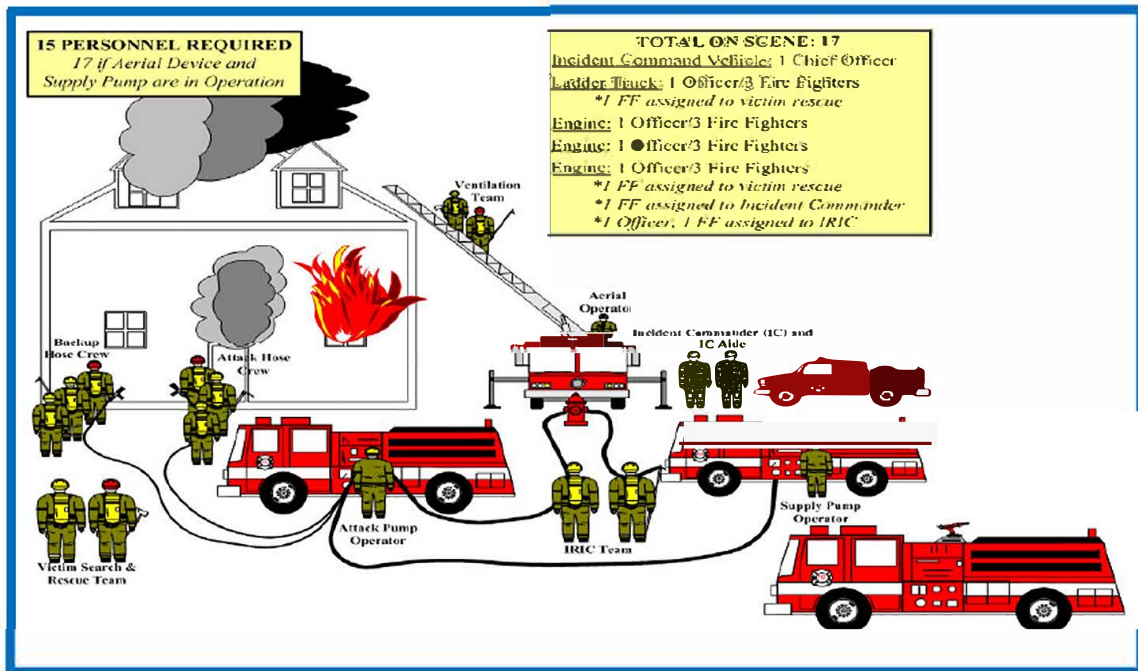 15 PERSONNEL REQUIRED
17 if Aerial Device and
Supply Pump are in Operation
TOTAL ON SCENE: 17
Incident Command Vehicle: 1 Chief Officer
Ladder Truck: 1 Officer/3 Fire Fighters
*1 FF assigned to victim rescue
Engine: 1 Officer/3 Fire Fighters
Engine: 1 Officer/3 Fire Fighters
Engine: 1 Officer/3 Fire Fighters
*1 FF assigned to victim rescue
*1 FF assigned to Incident Commander
*1 Officer, 1 FF assigned to IRIC
Ventilation
Team
Aerial
Operator
Incident Commander (IC) and
IC Aide
Backup
Hose Crew
Attack Hose
Crew
Attack Pump
Operator
IRIC Team
Supply Pump
Operator
Victim Search &
Rescue Team